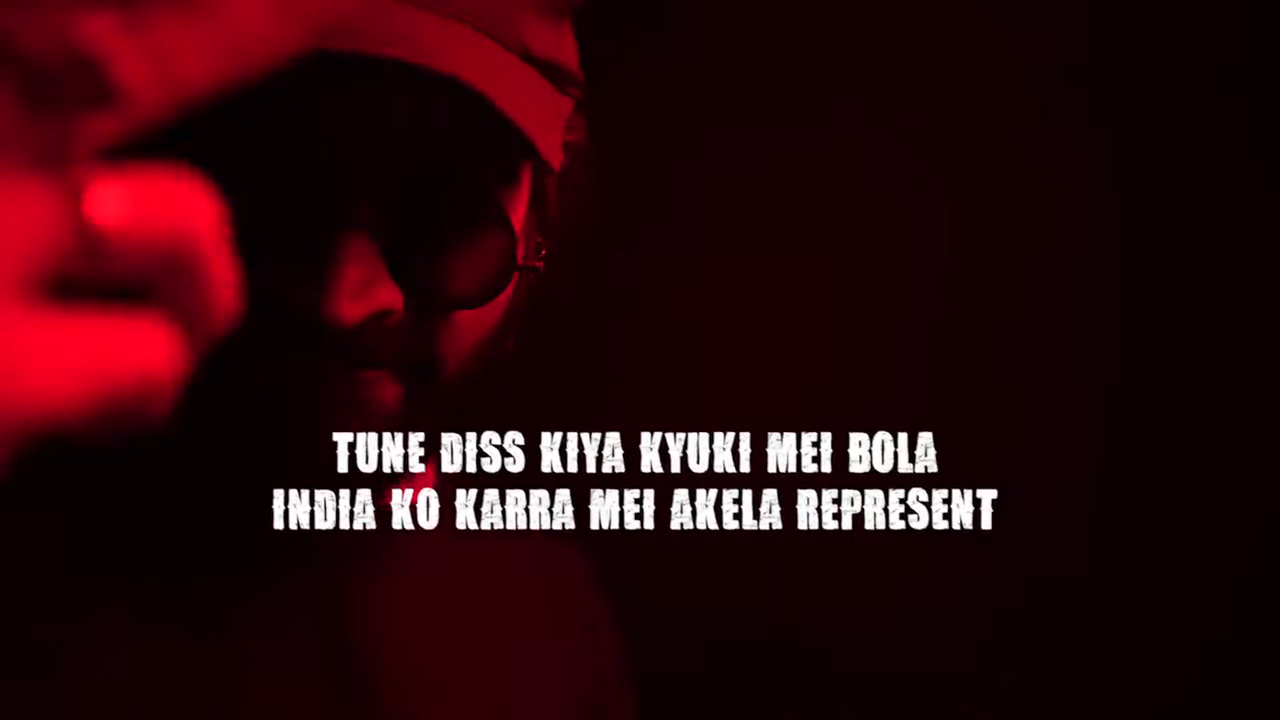 TUNE DISS KIYA KYUKI MEI BOLA
INDIA KO KARRA MEI AKELA REPRESENT